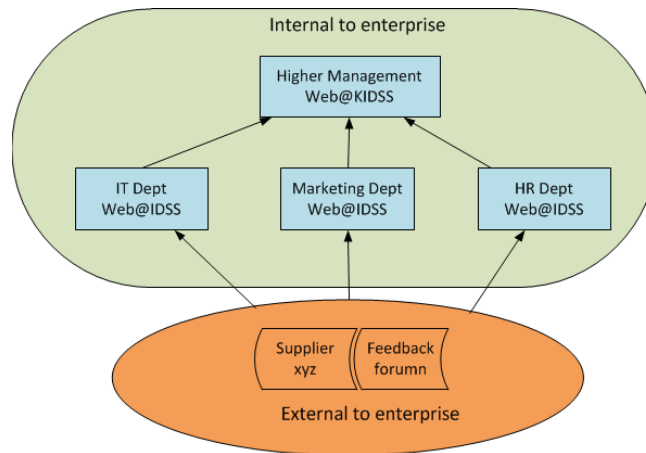 Internal to enterprise
Higher Management
Web@KIDSS
IT Dept
Web@IDSS
Marketing Dept
Web@IDSS
HR Dept
Web@IDSS
Supplier
xyz
Feedback
forumn
External to enterprise